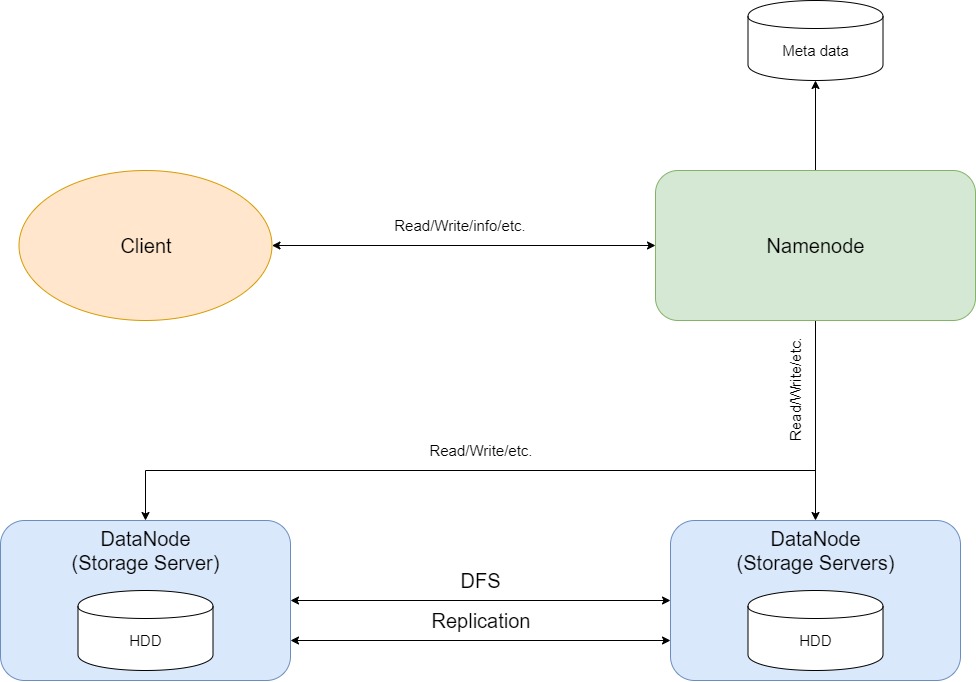 Meta data
Client
Read/Write/info/etc.
Namenode
Read/Write/etc.
Read/Write/etc.
DataNode
(Storage Server)
HDD
DFS
Replication
DataNode
(Storage Servers)
HDD